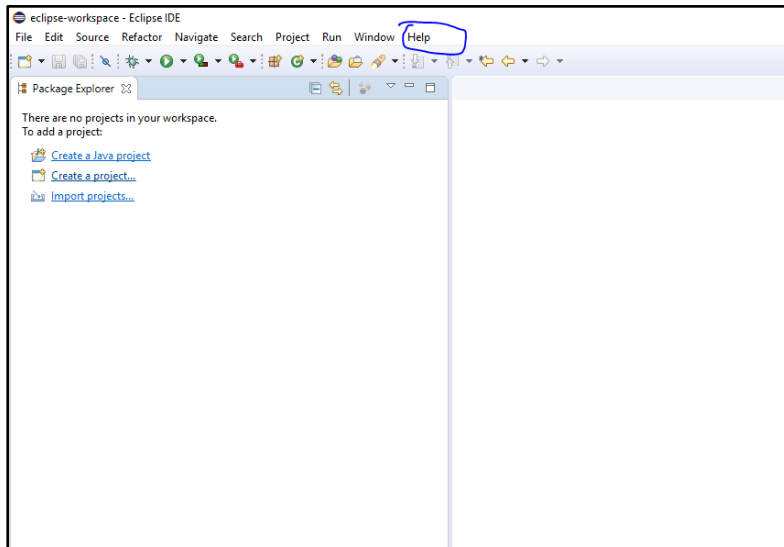 eclipse-workspace - Eclipse IDE
File Edit Source Refactor Navigate Search Project Run Window Help
Package Explorer
There are no projects in your workspace.
To add a project:
Create a Java project
Create a project...
Import projects...